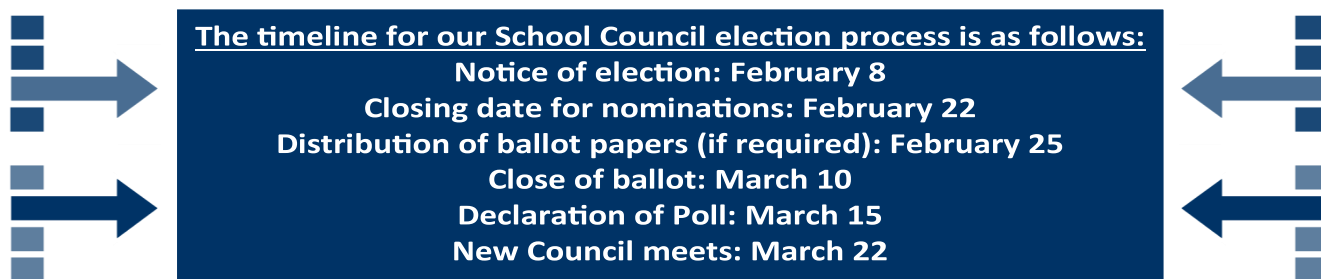 The timeline for our School Council election process is as follows:
Notice of election: February 8
Closing date for nominations: February 22
Distribution of ballot papers (if required): February 25
Close of ballot: March 10
Declaration of Poll: March 15
New Council meets: March 22